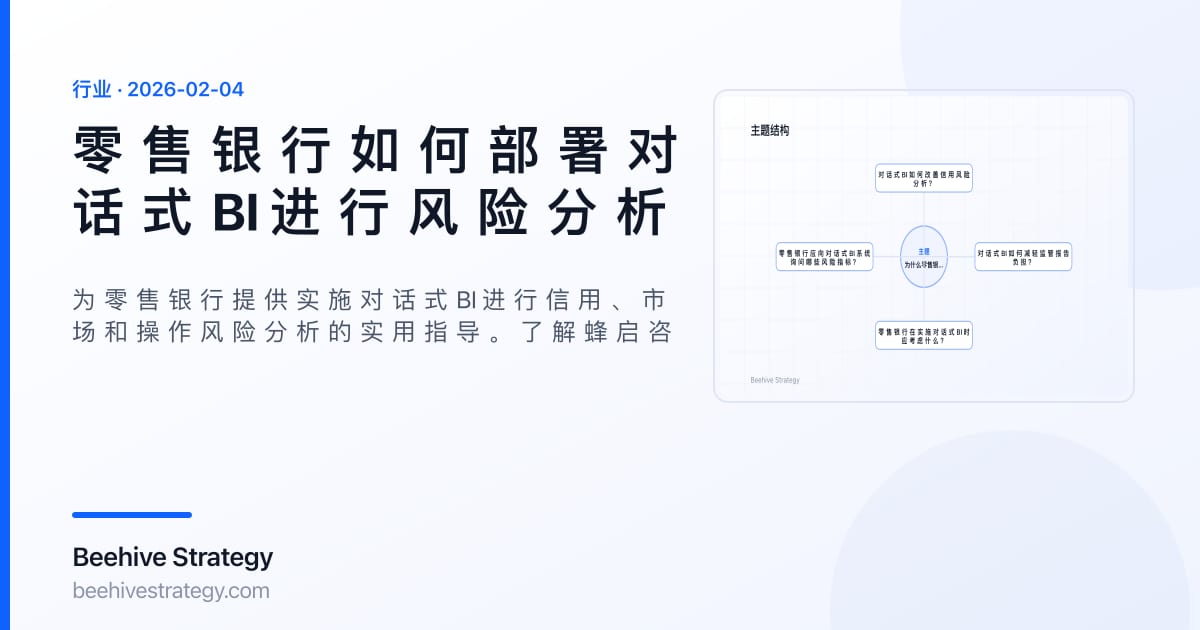 行业 · 2026-02-04
零售银行如何部署对
话式BI进行风险分析
为零售银行提供实施对话式BI进行信用、市
场和操作风险分析的实用指导。了解蜂启咨
主题结构
对话式BI如何改善信用风险
分析?
零售银行应向对话式BI系统
询问哪些风险指标?
主题
为什么零售银...
对话式BI如何减轻监管报告
负担?
零售银行在实施对话式BI时
应考虑什么?
Beehive Strategy
Beehive Strategy
beehivestrategy.com